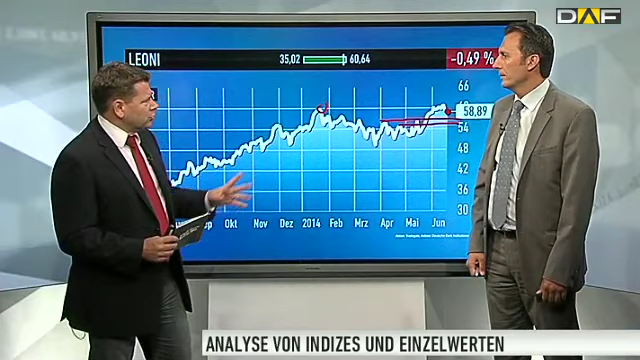 DAF
LEONI 35,02 60,64 -0,49 %
66
58,89
54
48
42
36
30
Okt Nov Dez 2014 Feb Mrz Apr Mai Jun
ANALYSE VON INDIZES UND EINZELWERTEN